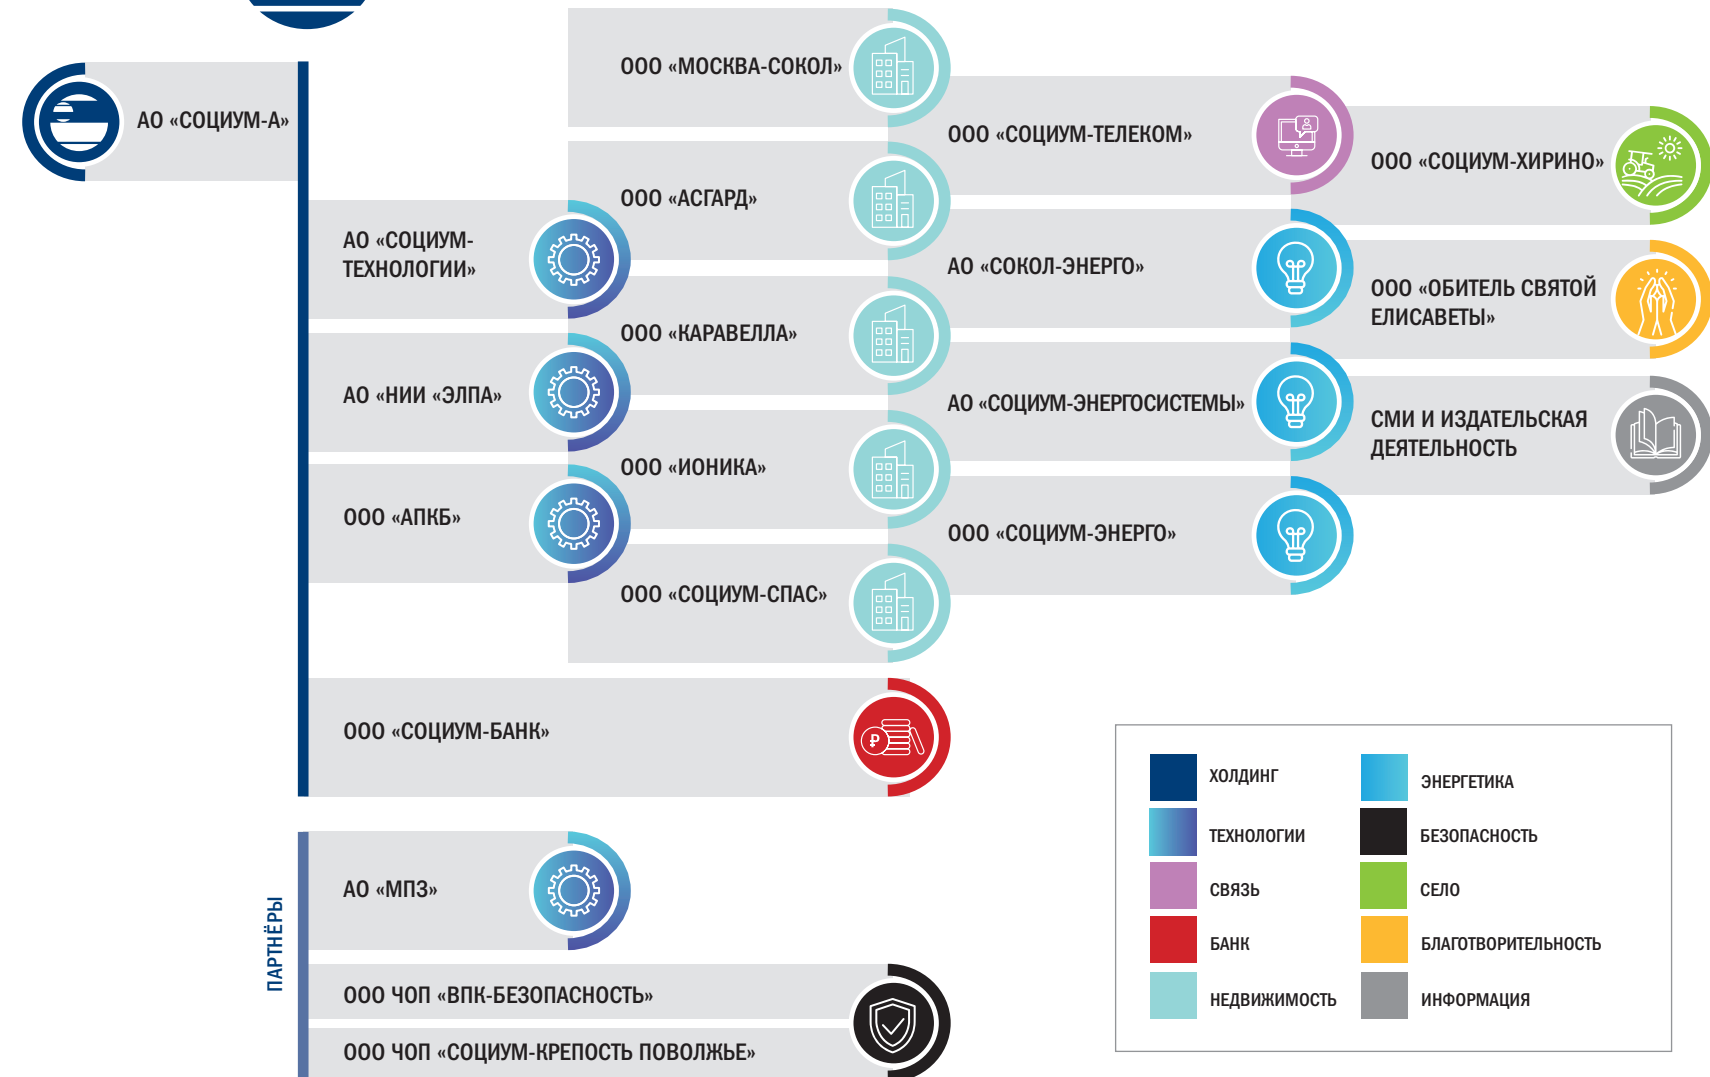 АО «СОЦИУМ-А»
АО «СОЦИУМ-
ТЕХНОЛОГИИ»
АО «НИИ «ЭЛПА»
ООО «АПКБ»
ООО «МОСКВА-СОКОЛ»
ООО «АСГАРД»
ООО «КАРАВЕЛЛА»
ООО «ИОНИКА»
ООО «СОЦИУМ-СПАС»
ООО «СОЦИУМ-ТЕЛЕКОМ»
АО «СОКОЛ-ЭНЕРГО»
АО «СОЦИУМ-ЭНЕРГОСИСТЕМЫ»
ООО «СОЦИУМ-ЭНЕРГО»
ООО «СОЦИУМ-ХИРИНО»
ООО «ОБИТЕЛЬ СВЯТОЙ
ЕЛИСАВЕТЫ»
СМИ И ИЗДАТЕЛЬСКАЯ
ДЕЯТЕЛЬНОСТЬ
ООО «СОЦИУМ-БАНК»
₽
ПАРТНЁРЫ
АО «МПЗ»
ООО ЧОП «ВПК-БЕЗОПАСНОСТЬ»
ООО ЧОП «СОЦИУМ-КРЕПОСТЬ ПОВОЛЖЬЕ»
ХОЛДИНГ
ТЕХНОЛОГИИ
СВЯЗЬ
БАНК
НЕДВИЖИМОСТЬ
ЭНЕРГЕТИКА
БЕЗОПАСНОСТЬ
СЕЛО
БЛАГОТВОРИТЕЛЬНОСТЬ
ИНФОРМАЦИЯ